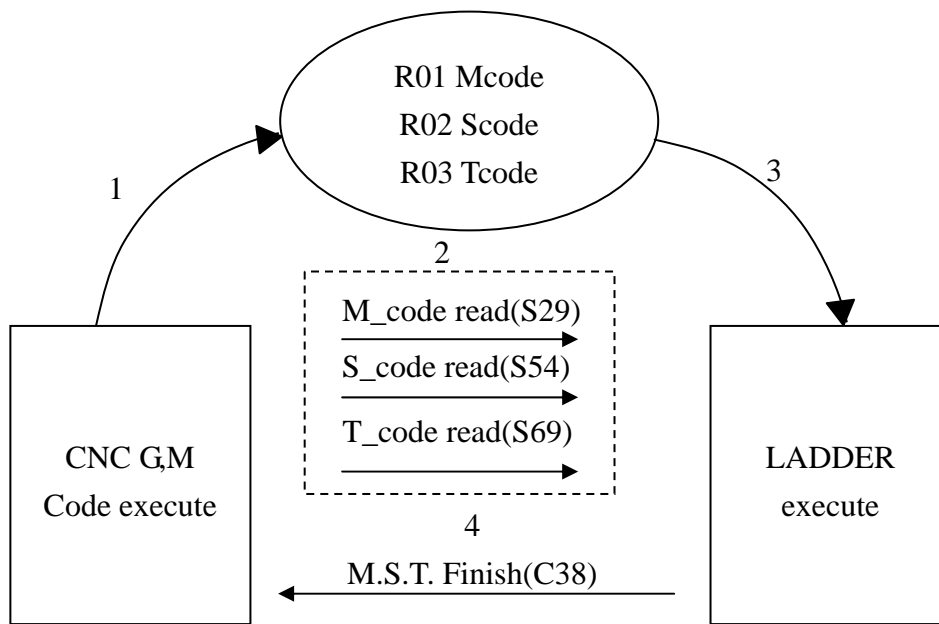 R01 Mcode
R02 Scode
R03 Tcode
1
3
2
M_code read(S29)
S_code read(S54)
T_code read(S69)
CNC G,M
Code execute
LADDER
execute
4
M.S.T. Finish(C38)